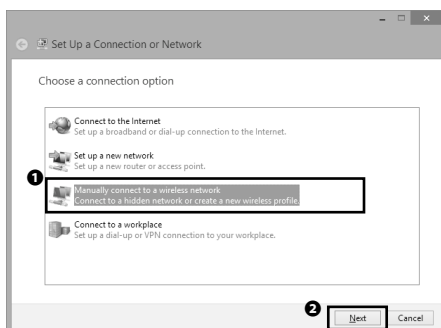 Set Up a Connection or Network
Choose a connection option
Connect to the Internet
Set up a broadband or dial-up connection to the Internet.
Set up a new network
Set up a new router or access point.
❶
Manually connect to a wireless network
Connect to a hidden network or create a new wireless profile.
Connect to a workplace
Set up a dial-up or VPN connection to your workplace.
❷
Next Cancel